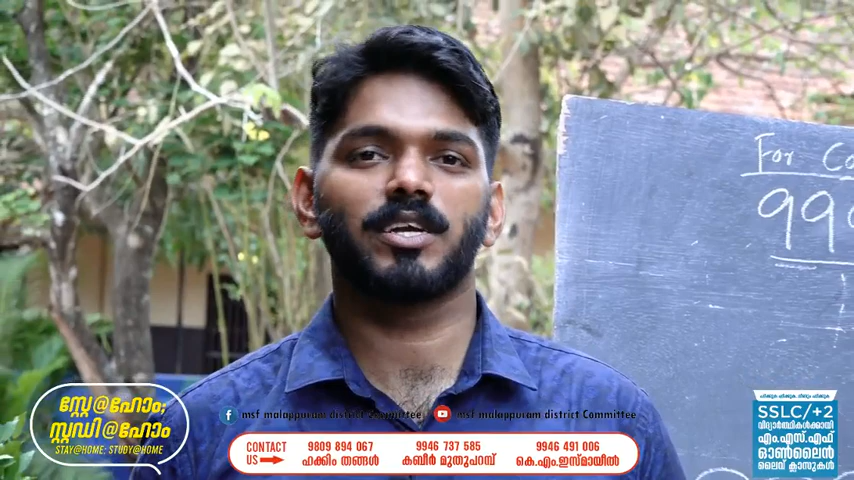 For Co
999
സ്റ്റേ@ഹോം;
സ്റ്റഡി@ഹോം
STAY@HOME; STUDY@HOME
msf malappuram district Committee
msf malappuram district Committee
CONTACT
US
9809 894 067
ഹക്കിം തങ്ങൾ
9946 737 585
കബീർ മുതുപറമ്പ്
9946 491 006
കെ.എം.ഇസ്മായീൽ
SSLC/+2
വിദ്യാർത്ഥികൾക്കായി
എം.എസ്.എഫ്
ഓൺലൈൻ
ലൈവ് ക്ലാസുകൾ